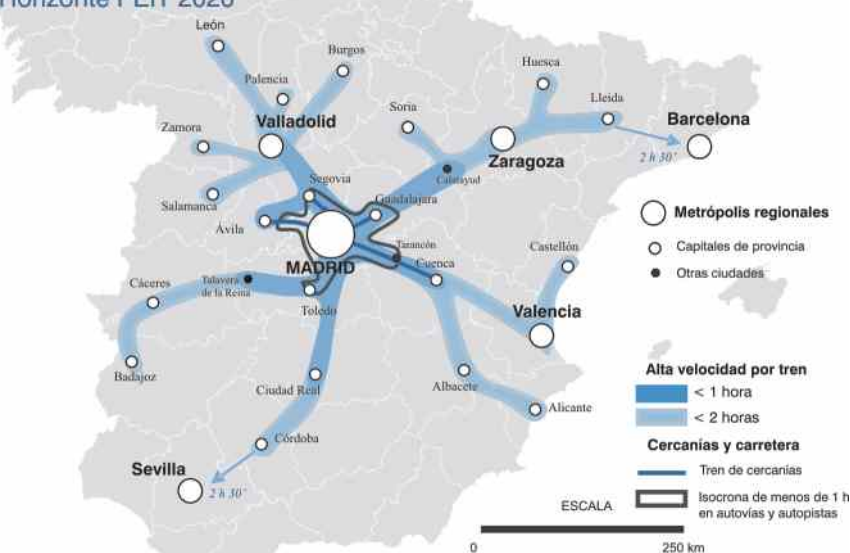 Horizonte PEIT 2020
León
Burgos
Palencia
Huesca
Soria
Lleida
Zamora
Valladolid
Barcelona
Zaragoza
2 h 30´
Segovia
Calatayud
Salamanca
Guadalajara
Ávila
Metrópolis regionales
Tarancón
Castellón
Capitales de provincia
MADRID
Cuenca
Otras ciudades
Cáceres
Talavera
de la Reina
Toledo
Valencia
Badajoz
Ciudad Real
Albacete
Alta velocidad por tren
< 1 hora
Alicante
< 2 horas
Córdoba
Cercanías y carretera
Sevilla
Tren de cercanías
2 h 30´
ESCALA
Isocrona de menos de 1 h
en autovías y autopistas
0
250 km